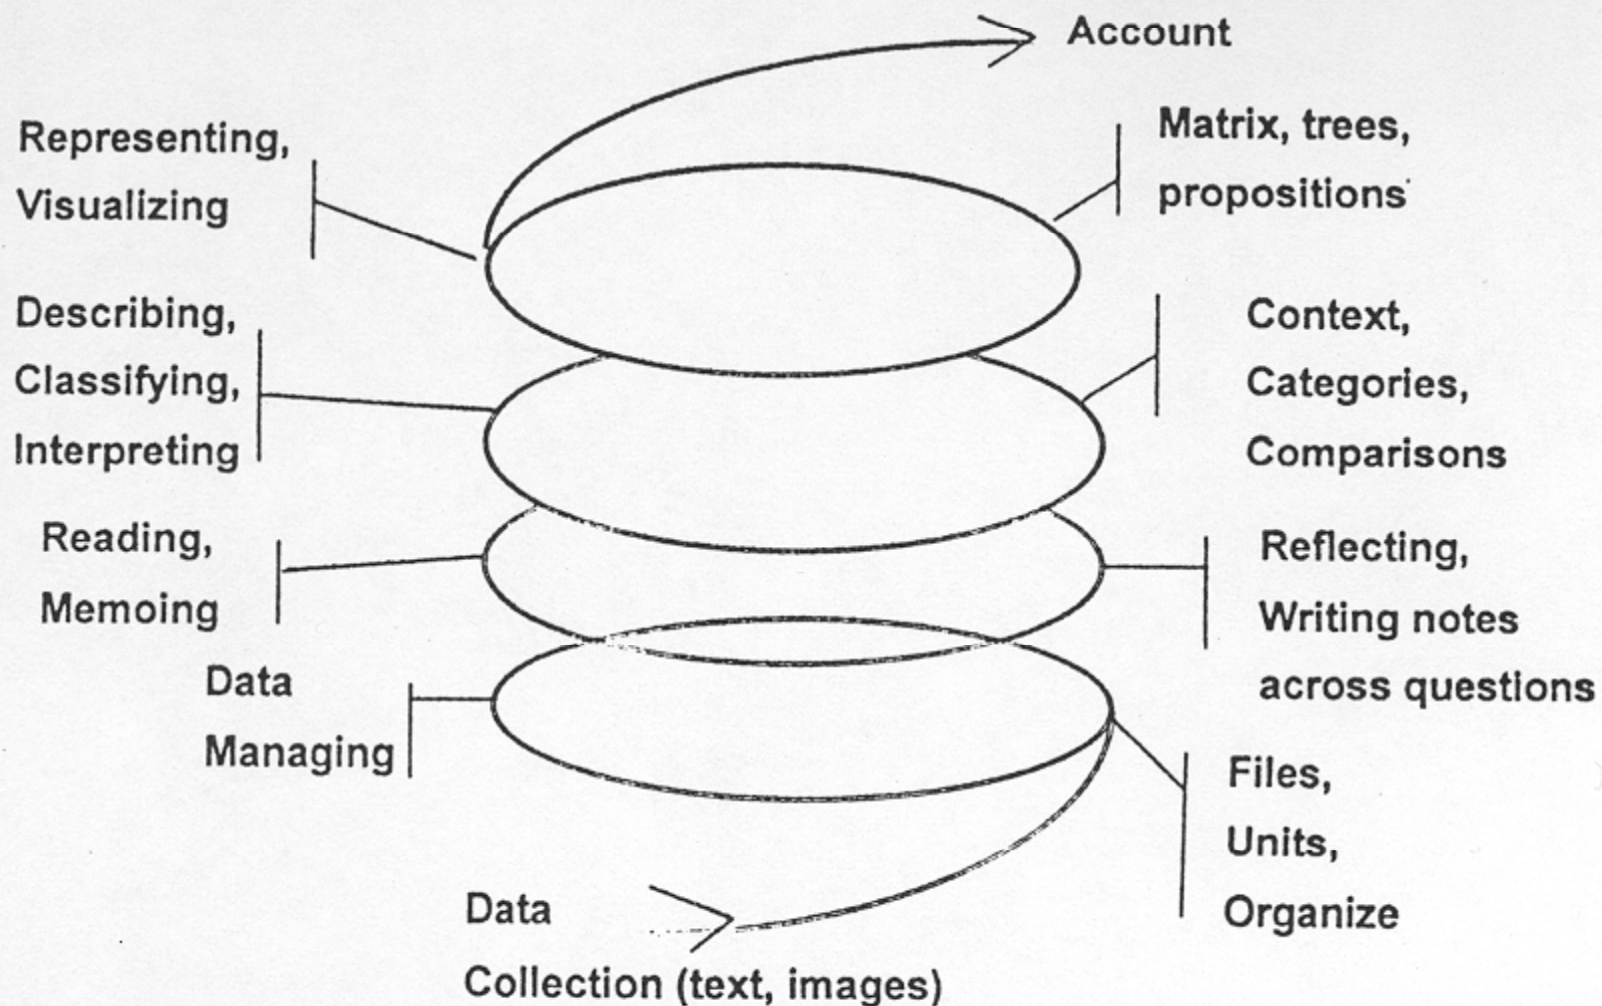 Account
Representing,
Visualizing
Matrix, trees,
propositions
Describing,
Classifying,
Interpreting
Context,
Categories,
Comparisons
Reading,
Memoing
Reflecting,
Writing notes
across questions
Data
Managing
Files,
Units,
Organize
Data
Collection (text, images)